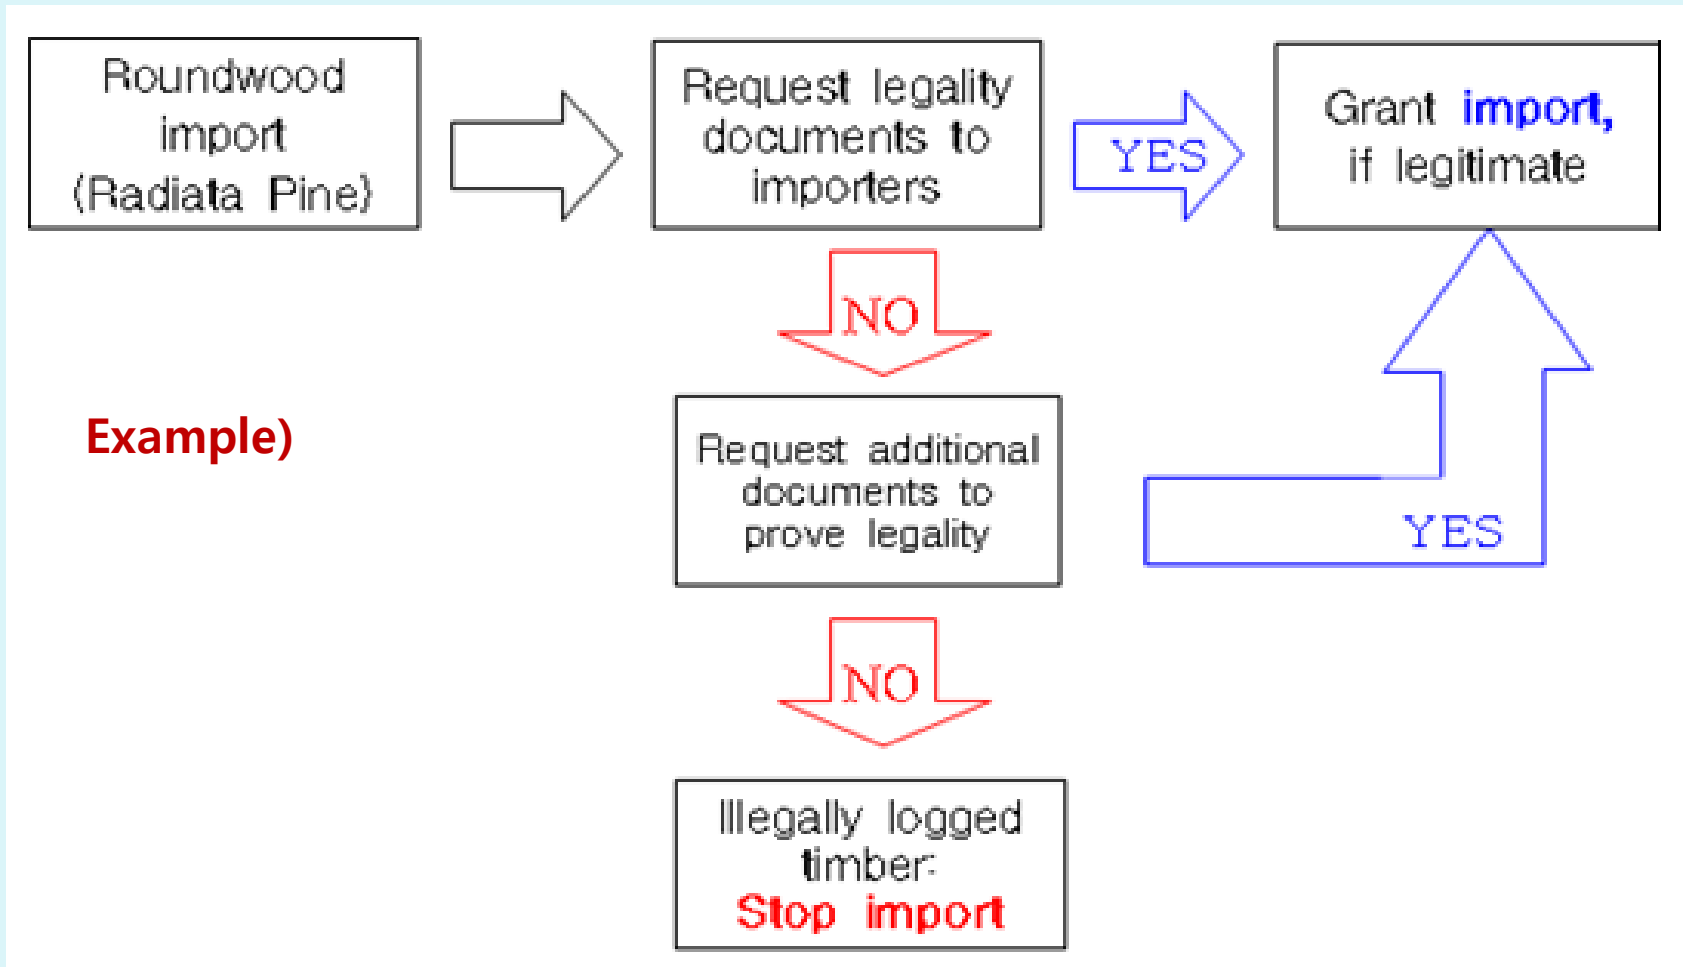 Roundwood
import
(Radiata Pine)
Request legality
documents to
importers
YES
Grant import,
if legitimate
NO
Example)
Request additional
documents to
prove legality
YES
NO
Illegally logged
timber:
Stop import